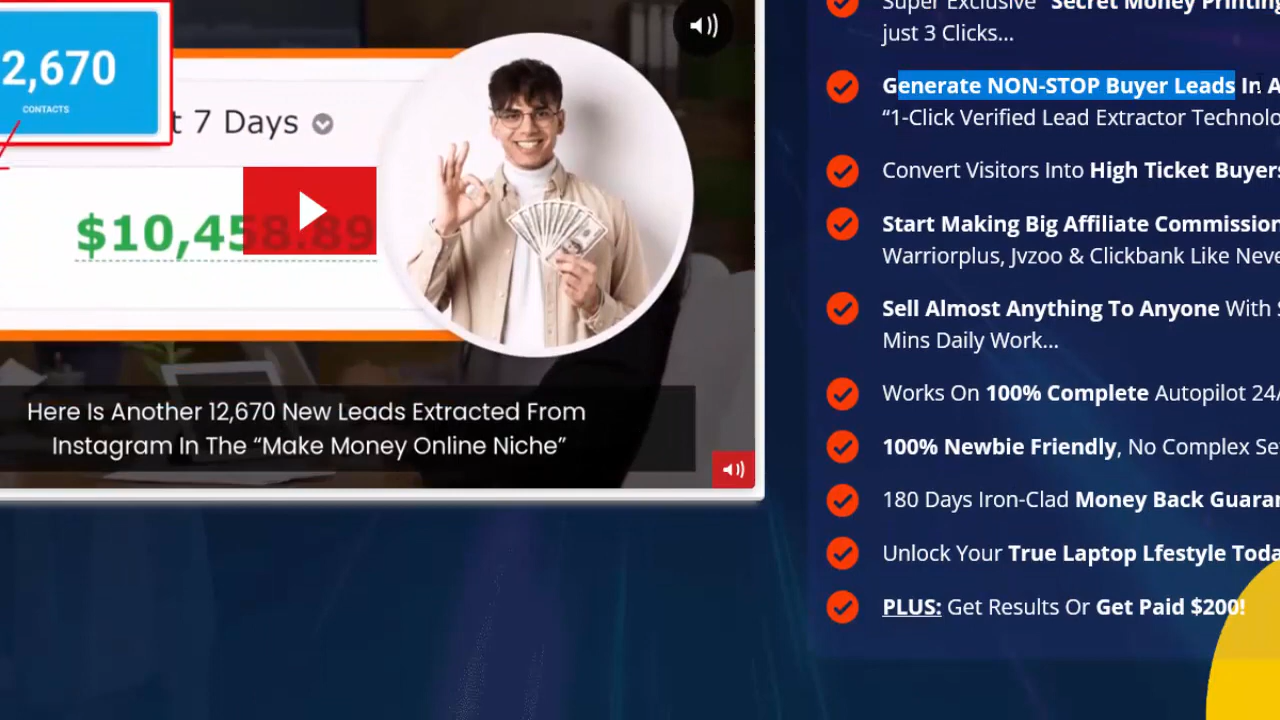 2,670
CONTACTS
t 7 Days
$10,458.89
Here Is Another 12,670 New Leads Extracted From
Instagram In The “Make Money Online Niche”
Super Exclusive “Secret Money Printing
just 3 Clicks...
Generate NON-STOP Buyer Leads In A
“1-Click Verified Lead Extractor Technolo
Convert Visitors Into High Ticket Buyers
Start Making Big Affiliate Commission
Warriorplus, Jvzoo & Clickbank Like Neve
Sell Almost Anything To Anyone With S
Mins Daily Work...
Works On 100% Complete Autopilot 24/
100% Newbie Friendly, No Complex Se
180 Days Iron-Clad Money Back Guaran
Unlock Your True Laptop Lfestyle Toda
PLUS: Get Results Or Get Paid $200!